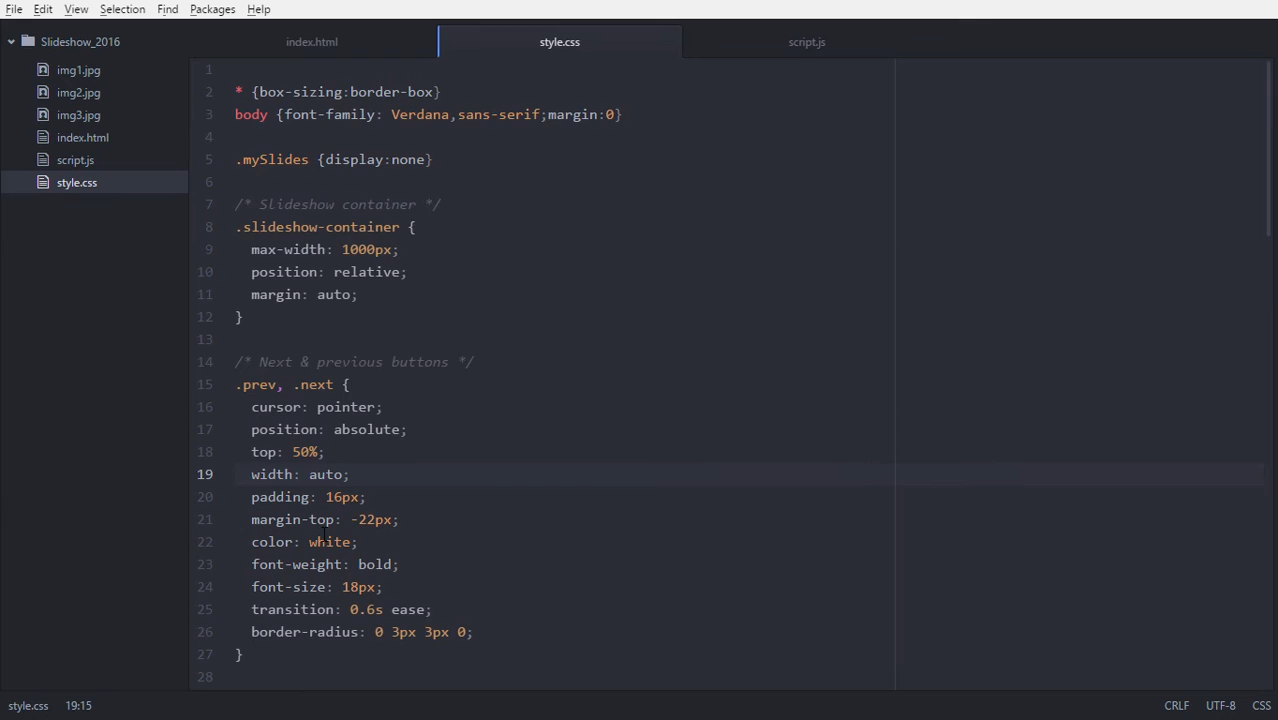 File Edit View Selection Find Packages Help
Slideshow_2016
img1.jpg
img2.jpg
img3.jpg
index.html
script.js
style.css
index.html style.css script.js
1
2 * {box-sizing:border-box}
3 body {font-family: Verdana,sans-serif;margin:0}
4
5 .mySlides {display:none}
6
7 /* Slideshow container */
8 .slideshow-container {
9 max-width: 1000px;
10 position: relative;
11 margin: auto;
12 }
13
14 /* Next & previous buttons */
15 .prev, .next {
16 cursor: pointer;
17 position: absolute;
18 top: 50%;
19 width: auto;
20 padding: 16px;
21 margin-top: -22px;
22 color: white;
23 font-weight: bold;
24 font-size: 18px;
25 transition: 0.6s ease;
26 border-radius: 0 3px 3px 0;
27 }
28
style.css 19:15 CRLF UTF-8 CSS